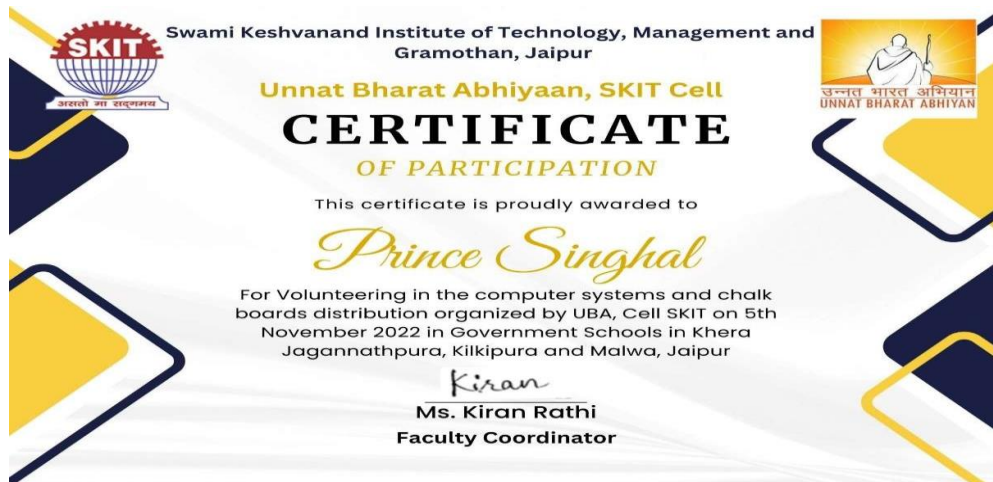 SKIT
असतो मा सद्गमय
Swami Keshvanand Institute of Technology, Management and
Gramothan, Jaipur
उन्नत भारत अभियान
UNNAT BHARAT ABHIYAN
Unnat Bharat Abhiyaan, SKIT Cell
CERTIFICATE
OF PARTICIPATION
This certificate is proudly awarded to
Prince Singhal
For Volunteering in the computer systems and chalk
boards distribution organized by UBA, Cell SKIT on 5th
November 2022 in Government Schools in Khera
Jagannathpura, Kilkipura and Malwa, Jaipur
Kiran
Ms. Kiran Rathi
Faculty Coordinator